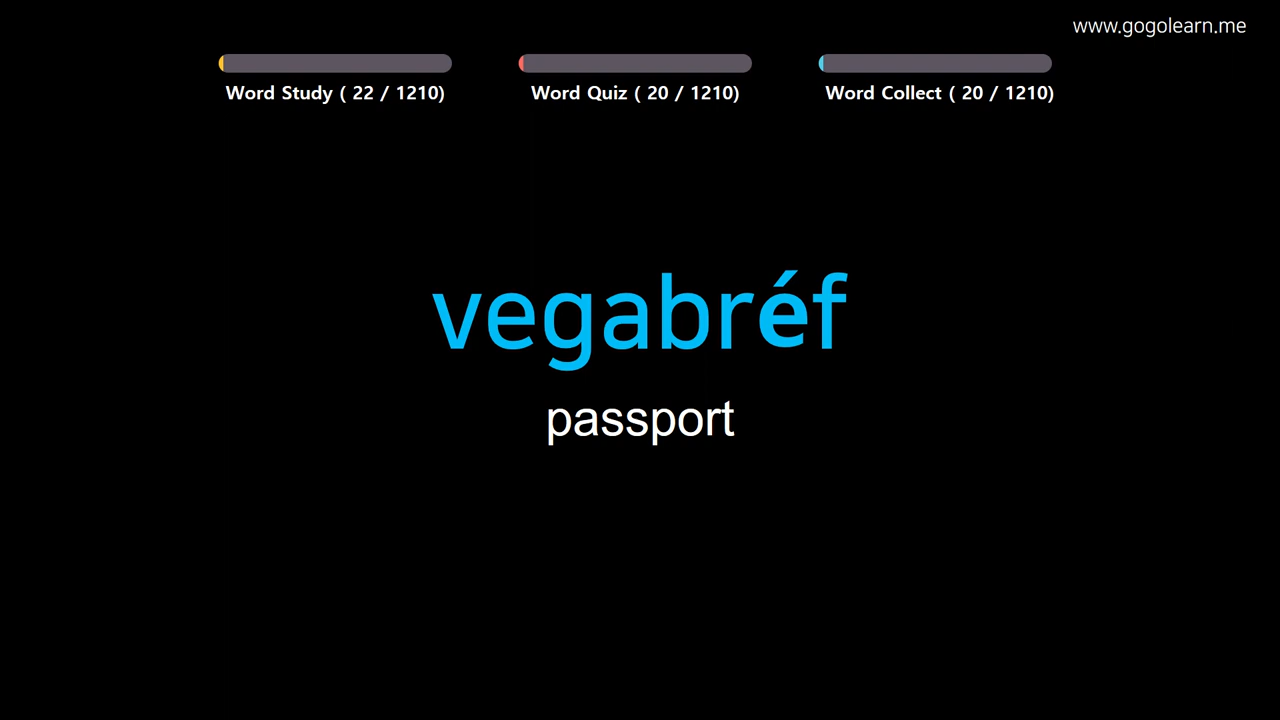 www.gogolearn.me
Word Study ( 22 / 1210)
Word Quiz ( 20 / 1210)
Word Collect ( 20 / 1210)
vegabréf
passport